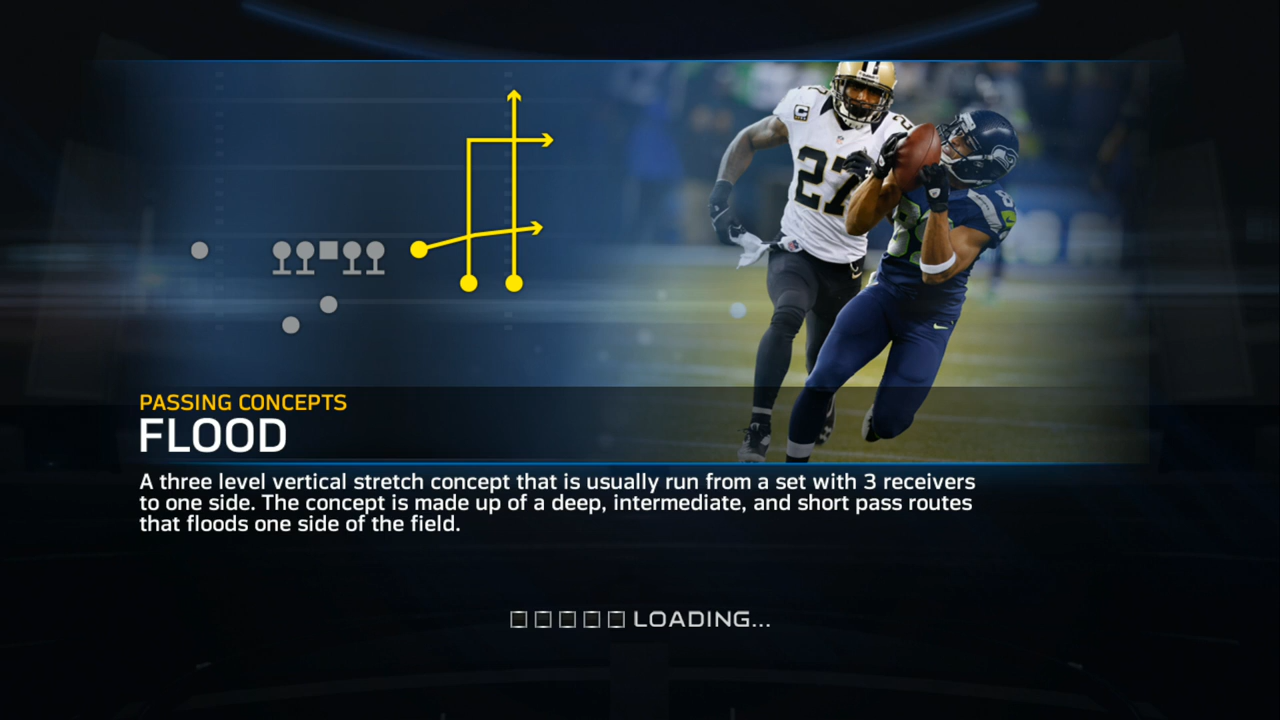 27
PASSING CONCEPTS
FLOOD
A three level vertical stretch concept that is usually run from a set with 3 receivers
to one side. The concept is made up of a deep, intermediate, and short pass routes
that floods one side of the field.
LOADING...